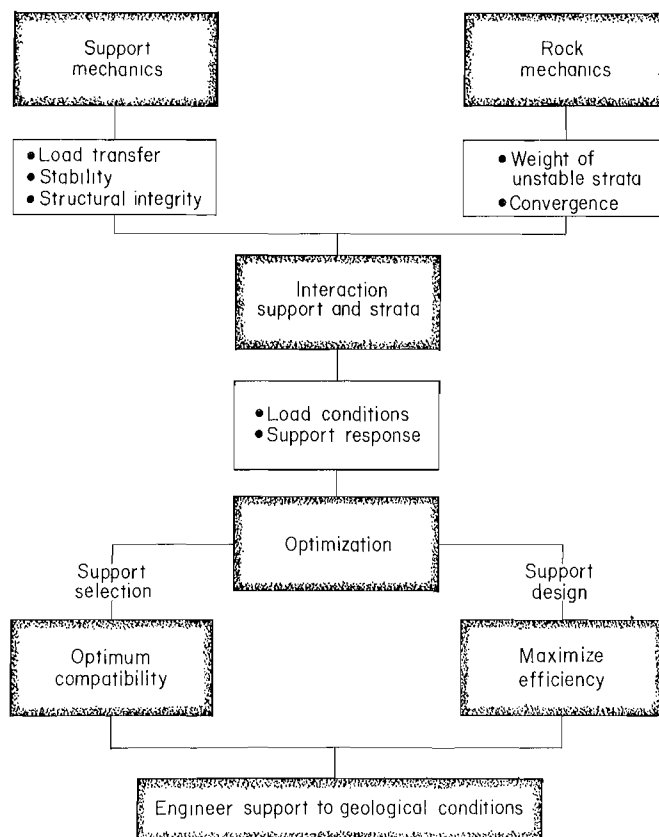 Support
mechanics
Rock
mechanics
• Load transfer
• Stability
• Structural integrity
• Weight of
unstable strata
• Convergence
Interaction
support and strata
• Load conditions
• Support response
Optimization
Support
selection
Support
design
Optimum
compatibility
Maximize
efficiency
Engineer support to geological conditions